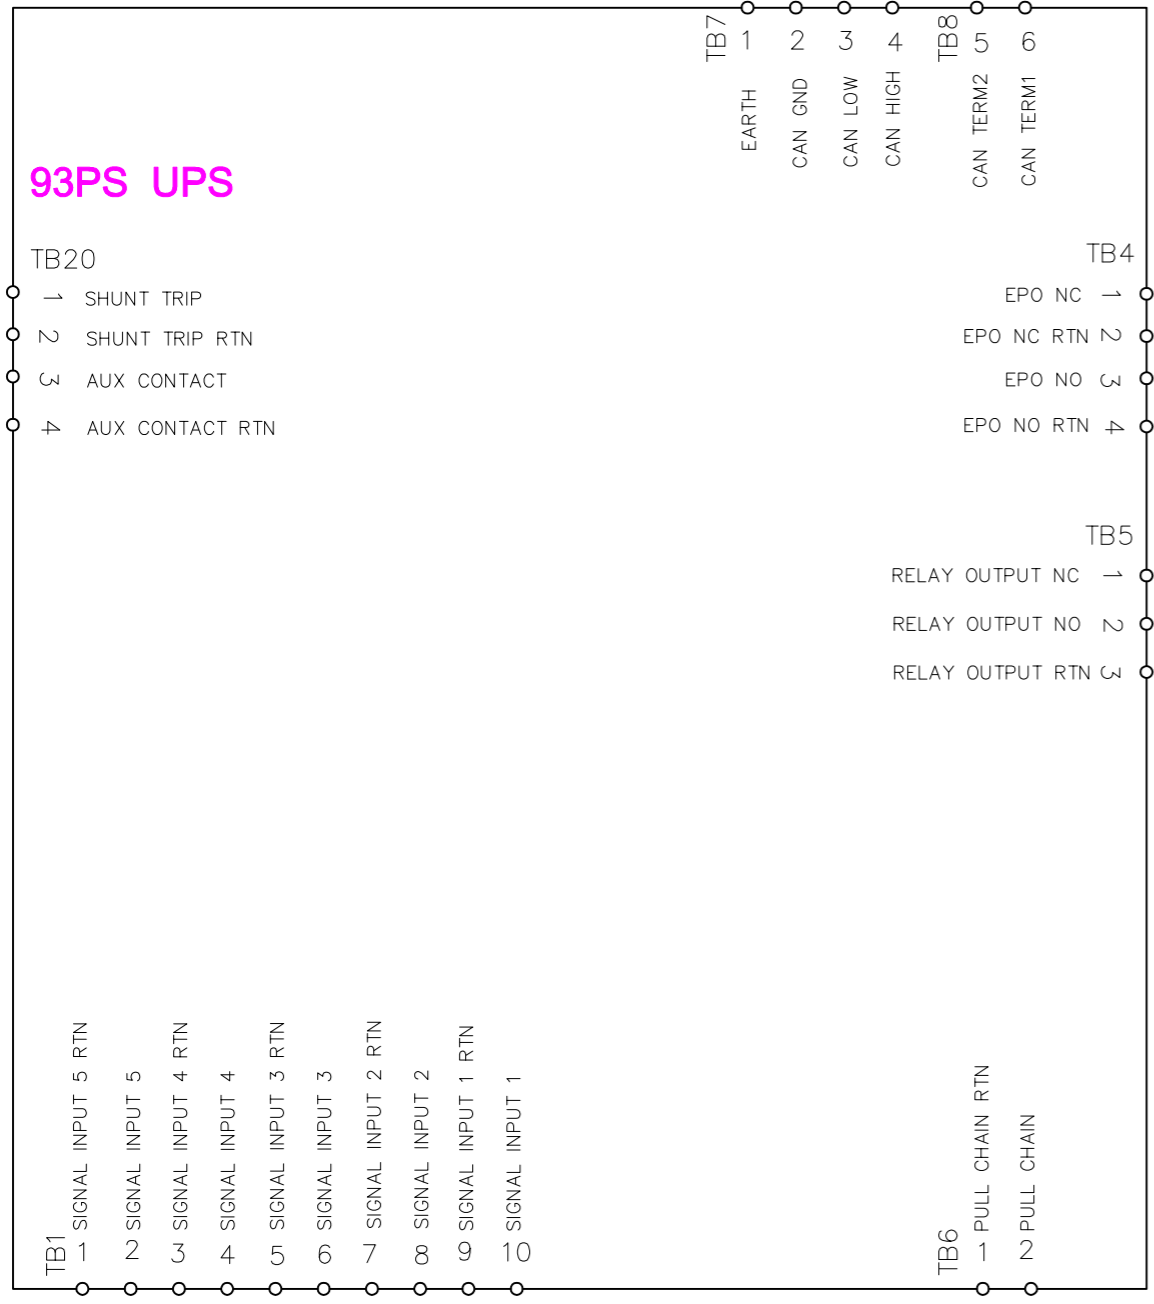 TB7 1 2 3 4 TB8 5 6
EARTH
CAN GND
CAN LOW
CAN HIGH
CAN TERM2
CAN TERM1
93PS UPS
TB20
1 SHUNT TRIP
2 SHUNT TRIP RTN
3 AUX CONTACT
4 AUX CONTACT RTN
TB4
EPO NC 1
EPO NC RTN 2
EPO NO 3
EPO NO RTN 4
TB5
RELAY OUTPUT NC 1
RELAY OUTPUT NO 2
RELAY OUTPUT RTN 3
SIGNAL INPUT 5 RTN
SIGNAL INPUT 5
SIGNAL INPUT 4 RTN
SIGNAL INPUT 4
SIGNAL INPUT 3 RTN
SIGNAL INPUT 3
SIGNAL INPUT 2 RTN
SIGNAL INPUT 2
SIGNAL INPUT 1 RTN
SIGNAL INPUT 1
TB1 1 2 3 4 5 6 7 8 9 10
PULL CHAIN RTN
PULL CHAIN
TB6 1 2